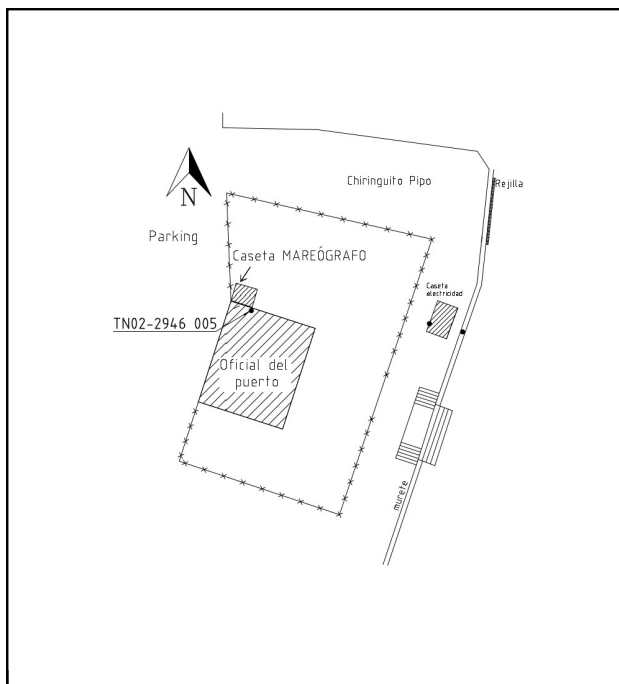 Chiringuito Pipo
Rejilla
N
Parking
Caseta MAREÓGRAFO
Caseta
electricidad
TN02-2946 005
Oficial del
puerto
murete